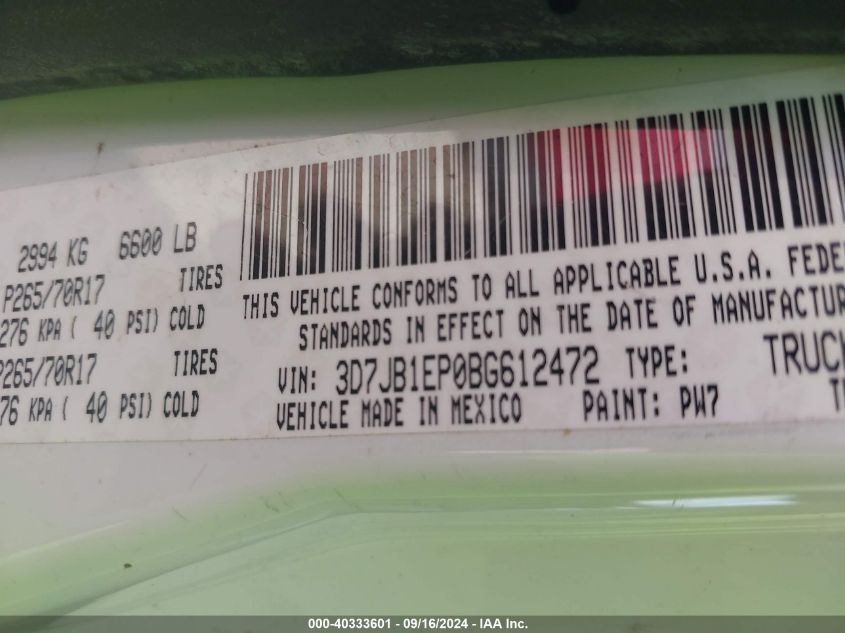 2994 KG 6600 LB
P265/70R17 TIRES
276 KPA ( 40 PSI) COLD
P265/70R17 TIRES
76 KPA ( 40 PSI) COLD
THIS VEHICLE CONFORMS TO ALL APPLICABLE U.S.A. FEDE
STANDARDS IN EFFECT ON THE DATE OF MANUFACTUR
VIN: 3D7JB1EP0BG612472 TYPE: TRUCK
VEHICLE MADE IN MEXICO PAINT: PW7
000-40333601 - 09/16/2024 - IAA Inc.